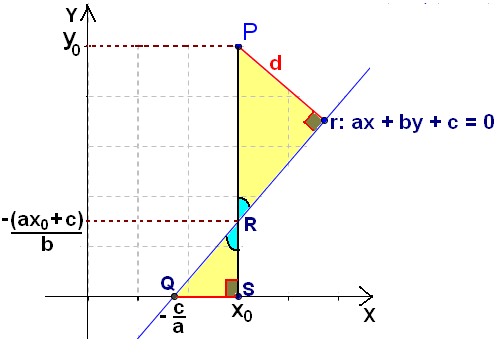 Y
y₀
P
d
r: ax + by + c = 0
-(ax₀+c)
b
R
Q
S
- c
a
x₀
X